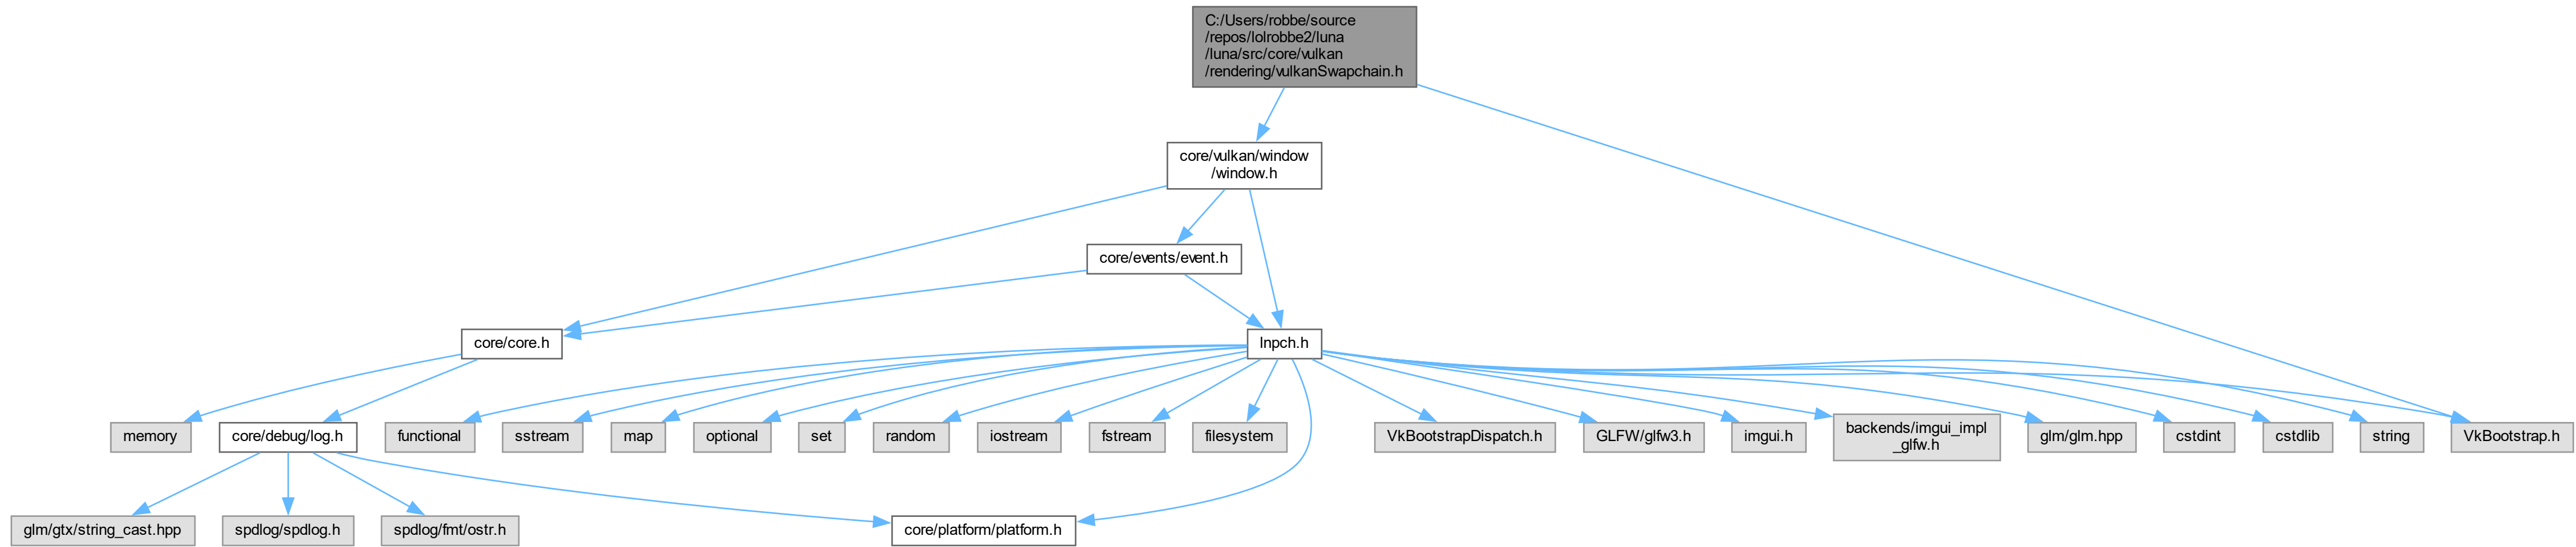 C:/Users/robbe/source
/repos/lolrobbe2/luna
/luna/src/core/vulkan
/rendering/vulkanSwapchain.h
core/vulkan/window
/window.h
core/events/event.h
core/core.h
lnpch.h
memory
core/debug/log.h
functional
sstream
map
optional
set
random
iostream
fstream
filesystem
VkBootstrapDispatch.h
GLFW/glfw3.h
imgui.h
backends/imgui_impl
_glfw.h
glm/glm.hpp
cstdint
cstdlib
string
VkBootstrap.h
glm/gtx/string_cast.hpp
spdlog/spdlog.h
spdlog/fmt/ostr.h
core/platform/platform.h